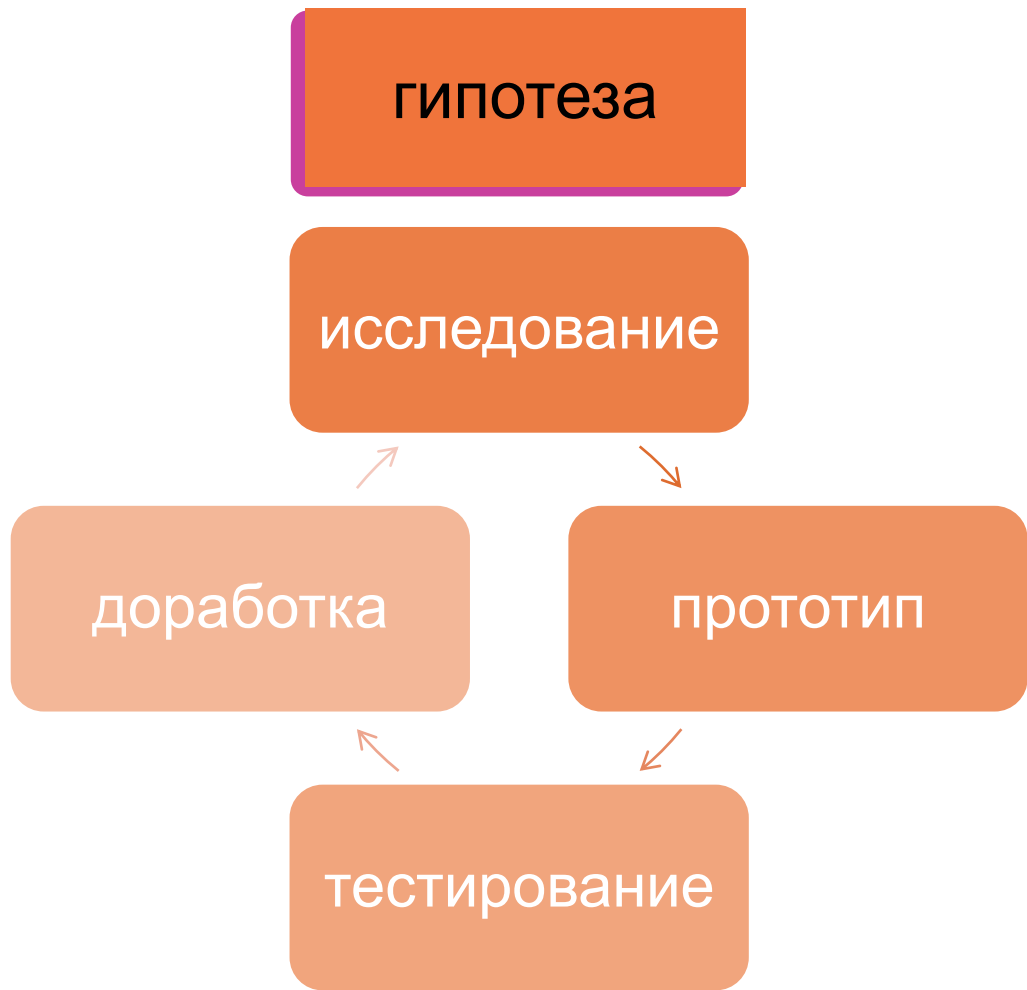 гипотеза
исследование
доработка
прототип
тестирование